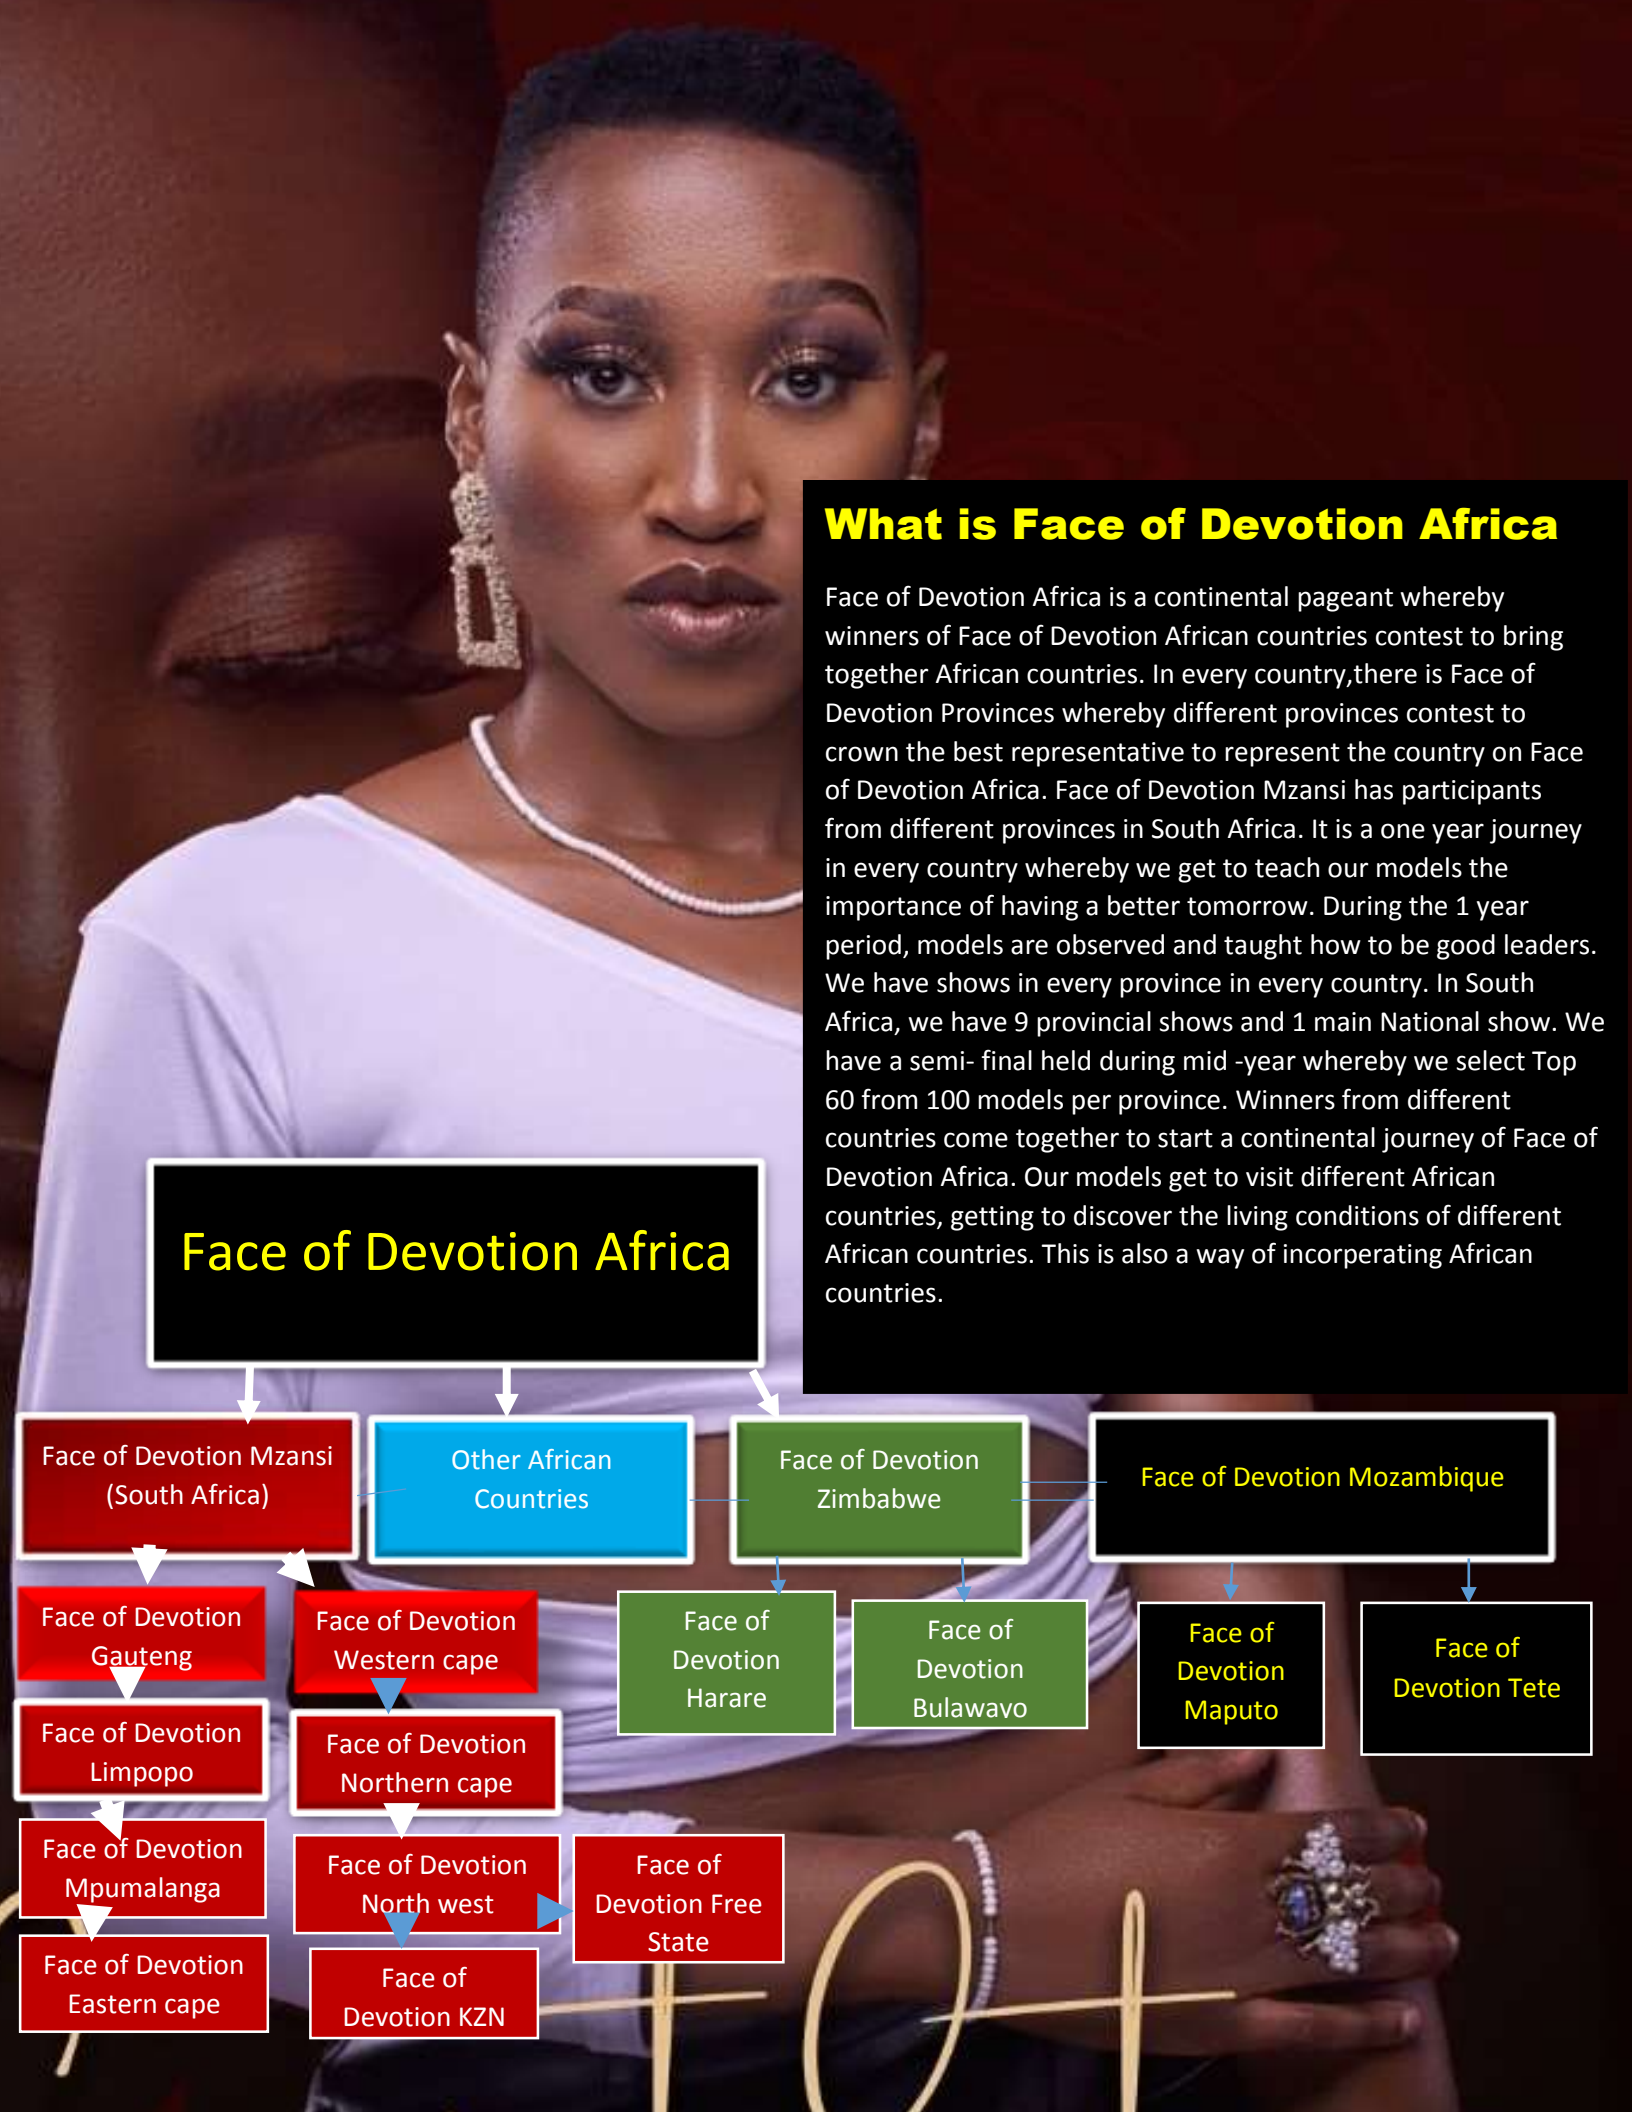 What is Face of Devotion Africa
Face of Devotion Africa is a continental pageant whereby
winners of Face of Devotion African countries contest to bring
together African countries. In every country,there is Face of
Devotion Provinces whereby different provinces contest to
crown the best representative to represent the country on Face
of Devotion Africa. Face of Devotion Mzansi has participants
from different provinces in South Africa. It is a one year journey
in every country whereby we get to teach our models the
importance of having a better tomorrow. During the 1 year
period, models are observed and taught how to be good leaders.
We have shows in every province in every country. In South
Africa, we have 9 provincial shows and 1 main National show. We
have a semi- final held during mid -year whereby we select Top
60 from 100 models per province. Winners from different
countries come together to start a continental journey of Face of
Devotion Africa. Our models get to visit different African
countries, getting to discover the living conditions of different
African countries. This is also a way of incorperating African
countries.
Face of Devotion Africa
Face of Devotion Mzansi
(South Africa)
Other African
Countries
Face of Devotion
Zimbabwe
Face of Devotion Mozambique
Face of Devotion
Gauteng
Face of Devotion
Western cape
Face of
Devotion
Harare
Face of
Devotion
Bulawayo
Face of
Devotion
Maputo
Face of
Devotion Tete
Face of Devotion
Limpopo
Face of Devotion
Northern cape
Face of Devotion
Mpumalanga
Face of Devotion
North west
Face of
Devotion Free
State
Face of Devotion
Eastern cape
Face of
Devotion KZN